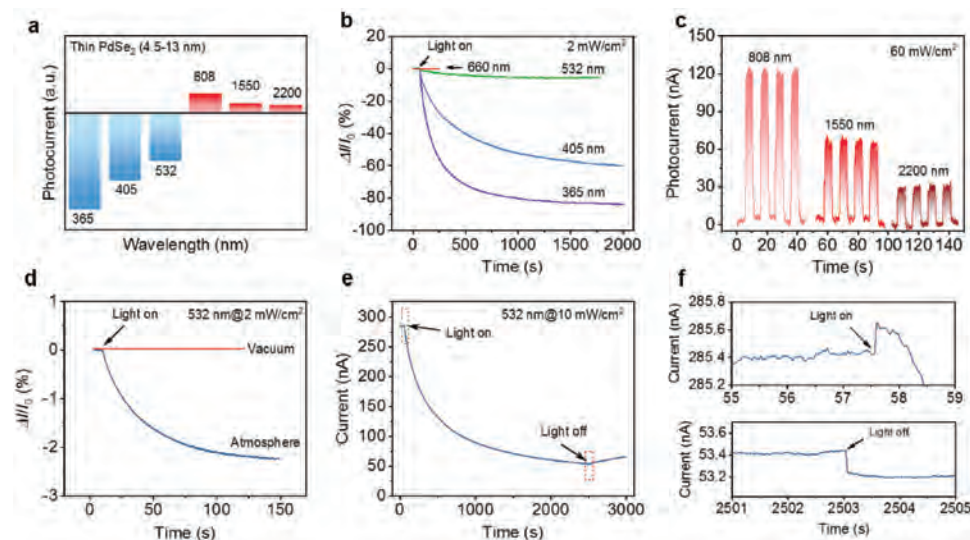 a
Thin PdSe2 (4.5-13 nm)
808
1550
2200
365
405
532
Photocurrent (a.u.)
Wavelength (nm)
b
Light on
2 mW/cm2
660 nm
532 nm
405 nm
365 nm
ΔI/I0 (%)
0
-20
-40
-60
-80
-100
0 500 1000 1500 2000
Time (s)
c
60 mW/cm2
808 nm
1550 nm
2200 nm
Photocurrent (nA)
150
120
90
60
30
0
0 20 40 60 80 100 120 140
Time (s)
d
Light on
532 nm@2 mW/cm2
Vacuum
Atmosphere
ΔI/I0 (%)
1
0
-1
-2
-3
0 50 100 150
Time (s)
e
532 nm@10 mW/cm2
Light on
Light off
Current (nA)
300
250
200
150
100
50
0
0 1000 2000 3000
Time (s)
f
Current (nA)
285.8
285.6
285.4
285.2
Light on
55 56 57 58 59
Current (nA)
53.6
53.4
53.2
Light off
2501 2502 2503 2504 2505
Time (s)